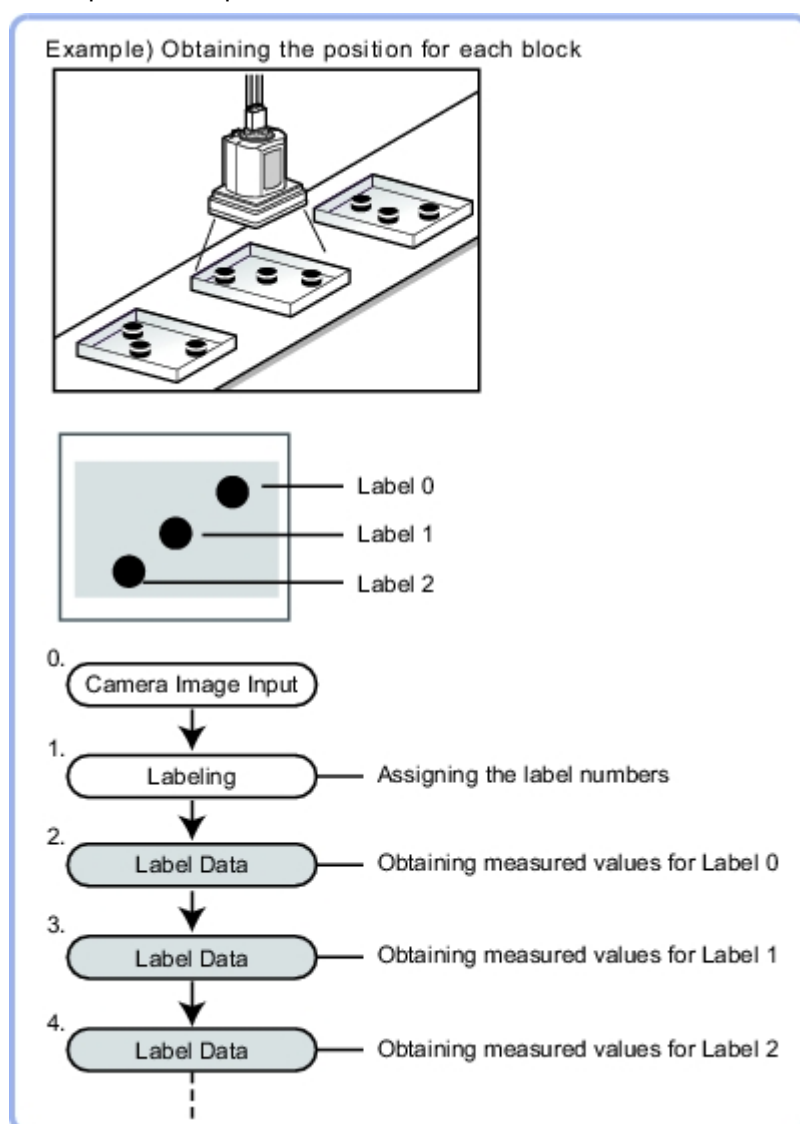 Example) Obtaining the position for each block
Label 0
Label 1
Label 2
0.
Camera Image Input
1.
Labeling
Assigning the label numbers
2.
Label Data
Obtaining measured values for Label 0
3.
Label Data
Obtaining measured values for Label 1
4.
Label Data
Obtaining measured values for Label 2